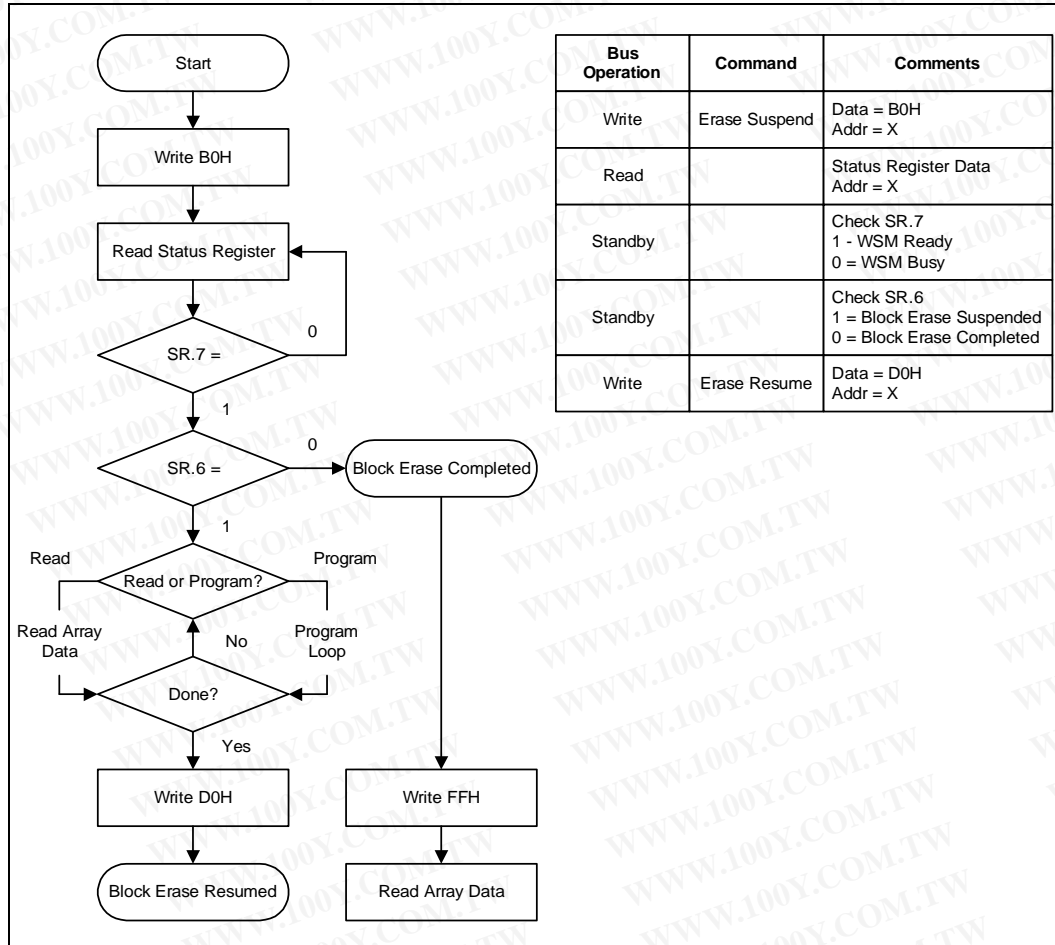 Start
Write B0H
Read Status Register
SR.7 =
0
1
SR.6 =
0
Block Erase Completed
1
Read
Read or Program?
Program
Read Array
Data
No
Program
Loop
Done?
Yes
Write D0H
Write FFH
Block Erase Resumed
Read Array Data
Bus
Operation
Command
Comments
Write
Erase Suspend
Data = B0H
Addr = X
Read
Status Register Data
Addr = X
Standby
Check SR.7
1 - WSM Ready
0 = WSM Busy
Standby
Check SR.6
1 = Block Erase Suspended
0 = Block Erase Completed
Write
Erase Resume
Data = D0H
Addr = X
WWW.100Y.COM.TW